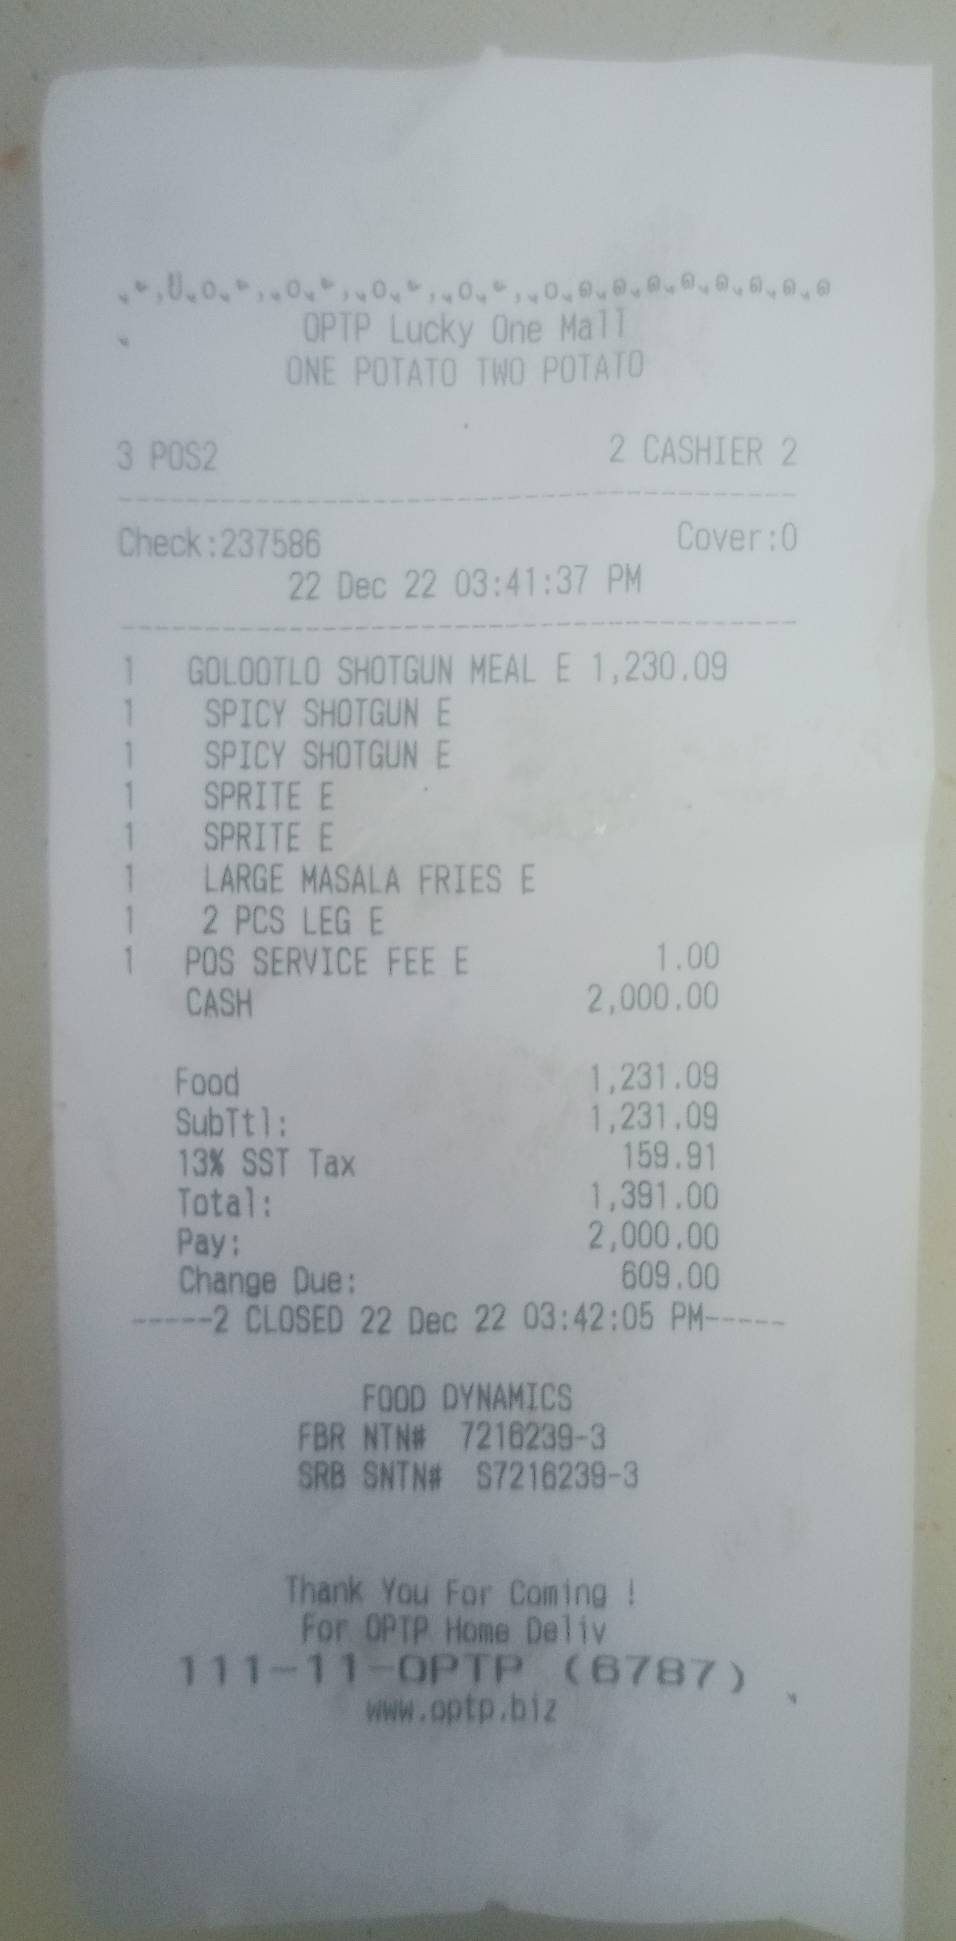 OPTP Lucky One Mall
ONE POTATO TWO POTATO
3 POS2 2 CASHIER 2
Check:237586 Cover:0
22 Dec 22 03:41:37 PM
1 GOLOOTLO SHOTGUN MEAL E 1,230.09
1 SPICY SHOTGUN E
1 SPICY SHOTGUN E
1 SPRITE E
1 SPRITE E
1 LARGE MASALA FRIES E
1 2 PCS LEG E
1 POS SERVICE FEE E 1.00
CASH 2,000.00
Food 1,231.09
SubTtl: 1,231.09
13% SST Tax 159.91
Total: 1,391.00
Pay: 2,000.00
Change Due: 609.00
-----2 CLOSED 22 Dec 22 03:42:05 PM-----
FOOD DYNAMICS
FBR NTN# 7216239-3
SRB SNTN# S7216239-3
Thank You For Coming !
For OPTP Home Deliv
111-11-OPTP (6787)
www.optp.biz